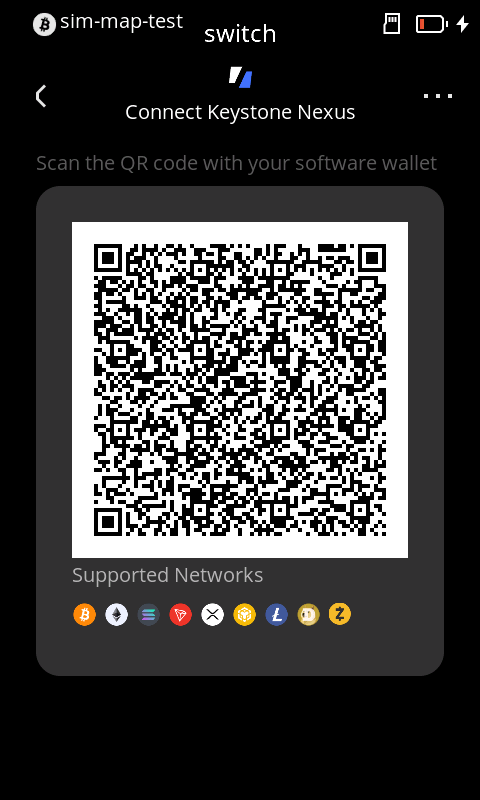 sim-map-test
switch
Connect Keystone Nexus
Scan the QR code with your software wallet
Supported Networks